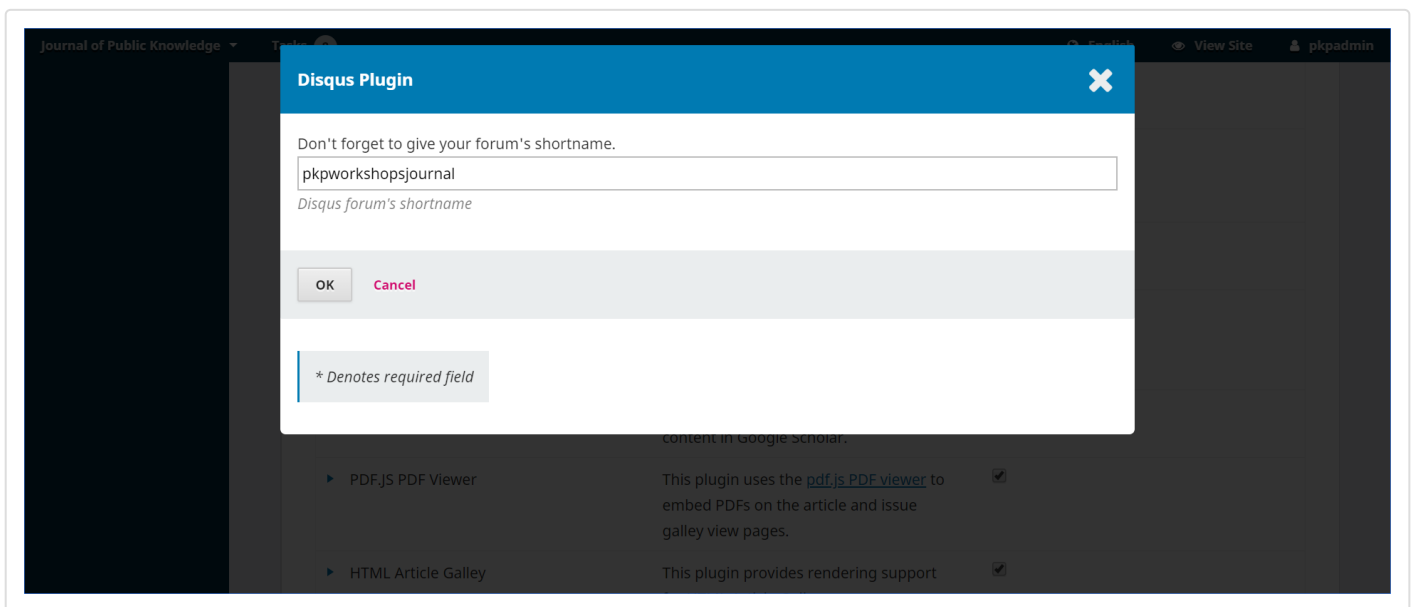 Journal of Public Knowledge
Tasks
English
View Site
pkpadmin
Disqus Plugin
Don't forget to give your forum's shortname.
pkpworkshopsjournal
Disqus forum's shortname
OK
Cancel
* Denotes required field
content in Google Scholar.
PDF.JS PDF Viewer
This plugin uses the pdf.js PDF viewer to
embed PDFs on the article and issue
galley view pages.
HTML Article Galley
This plugin provides rendering support